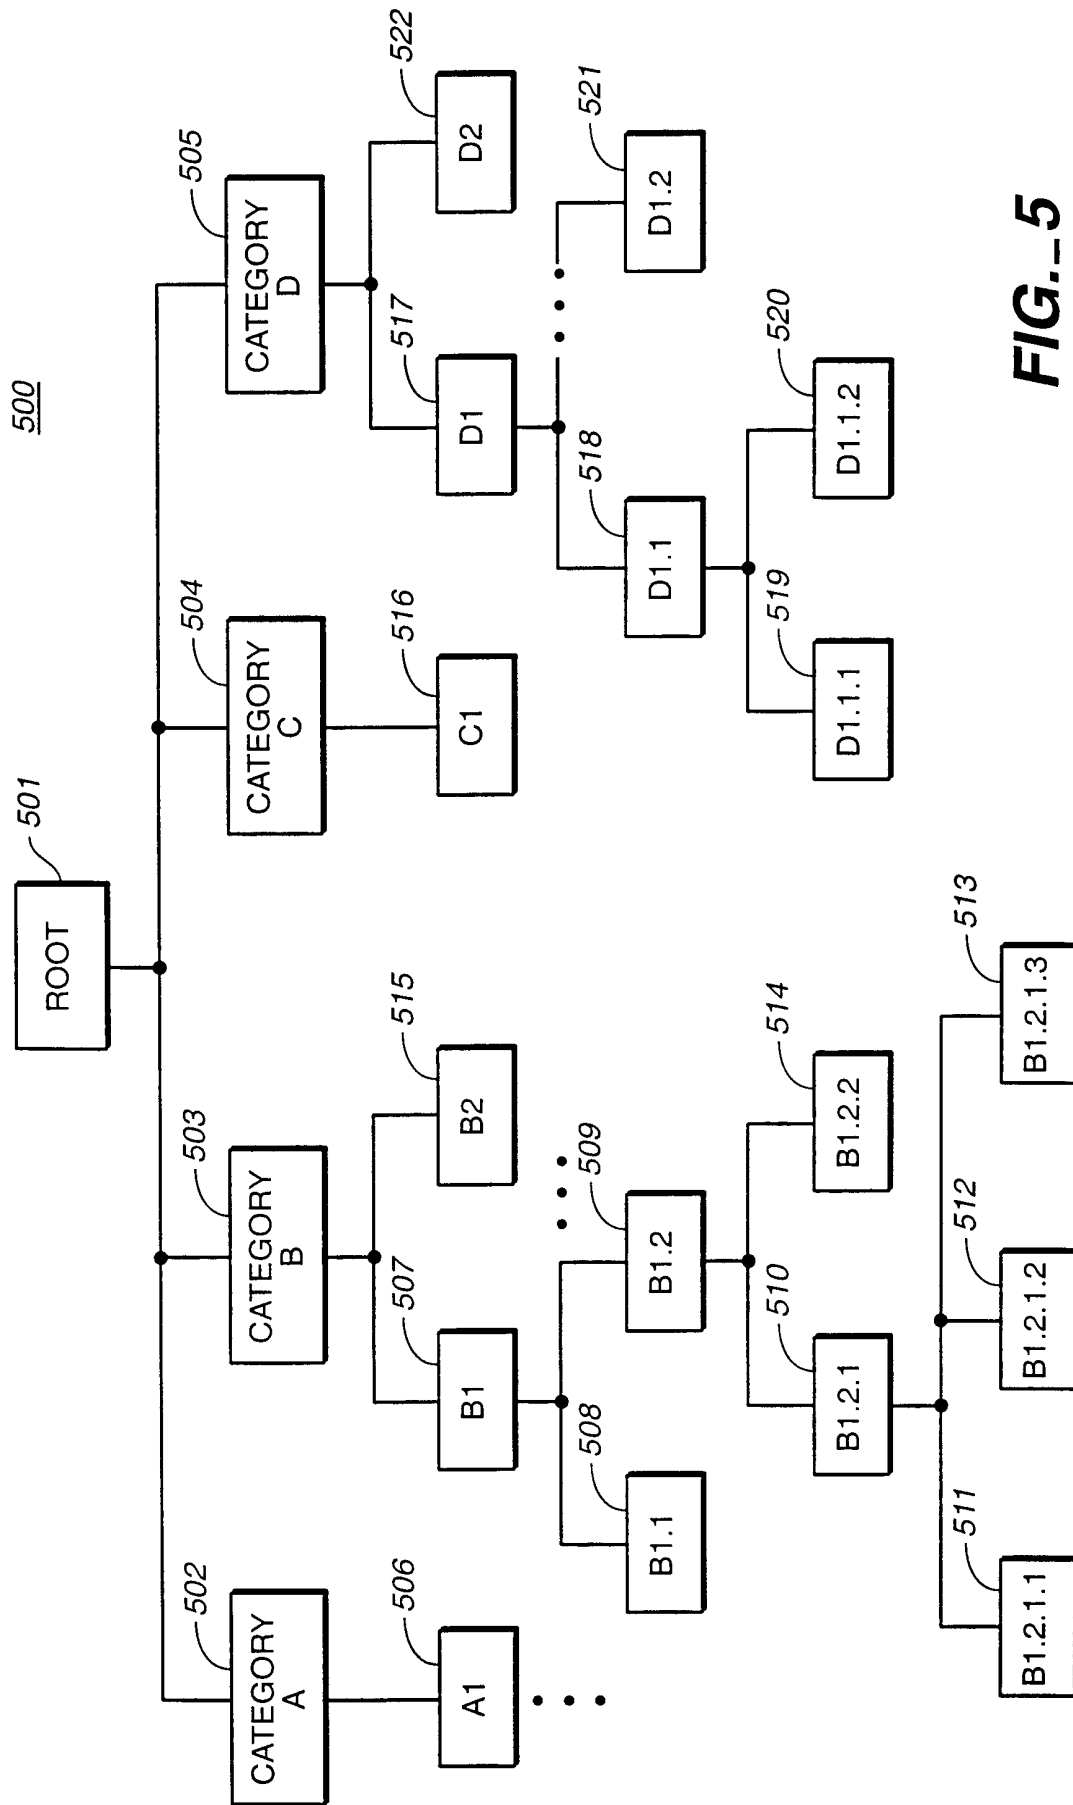 500
ROOT
501
CATEGORY
A
502
CATEGORY
B
503
CATEGORY
C
504
CATEGORY
D
505
A1
506
B1
507
B2
515
C1
516
D1
517
D2
522
B1.1
508
B1.2
509
D1.1
518
D1.2
521
B1.2.1
510
B1.2.2
514
D1.1.1
519
D1.1.2
520
B1.2.1.1
511
B1.2.1.2
512
B1.2.1.3
513
FIG._5